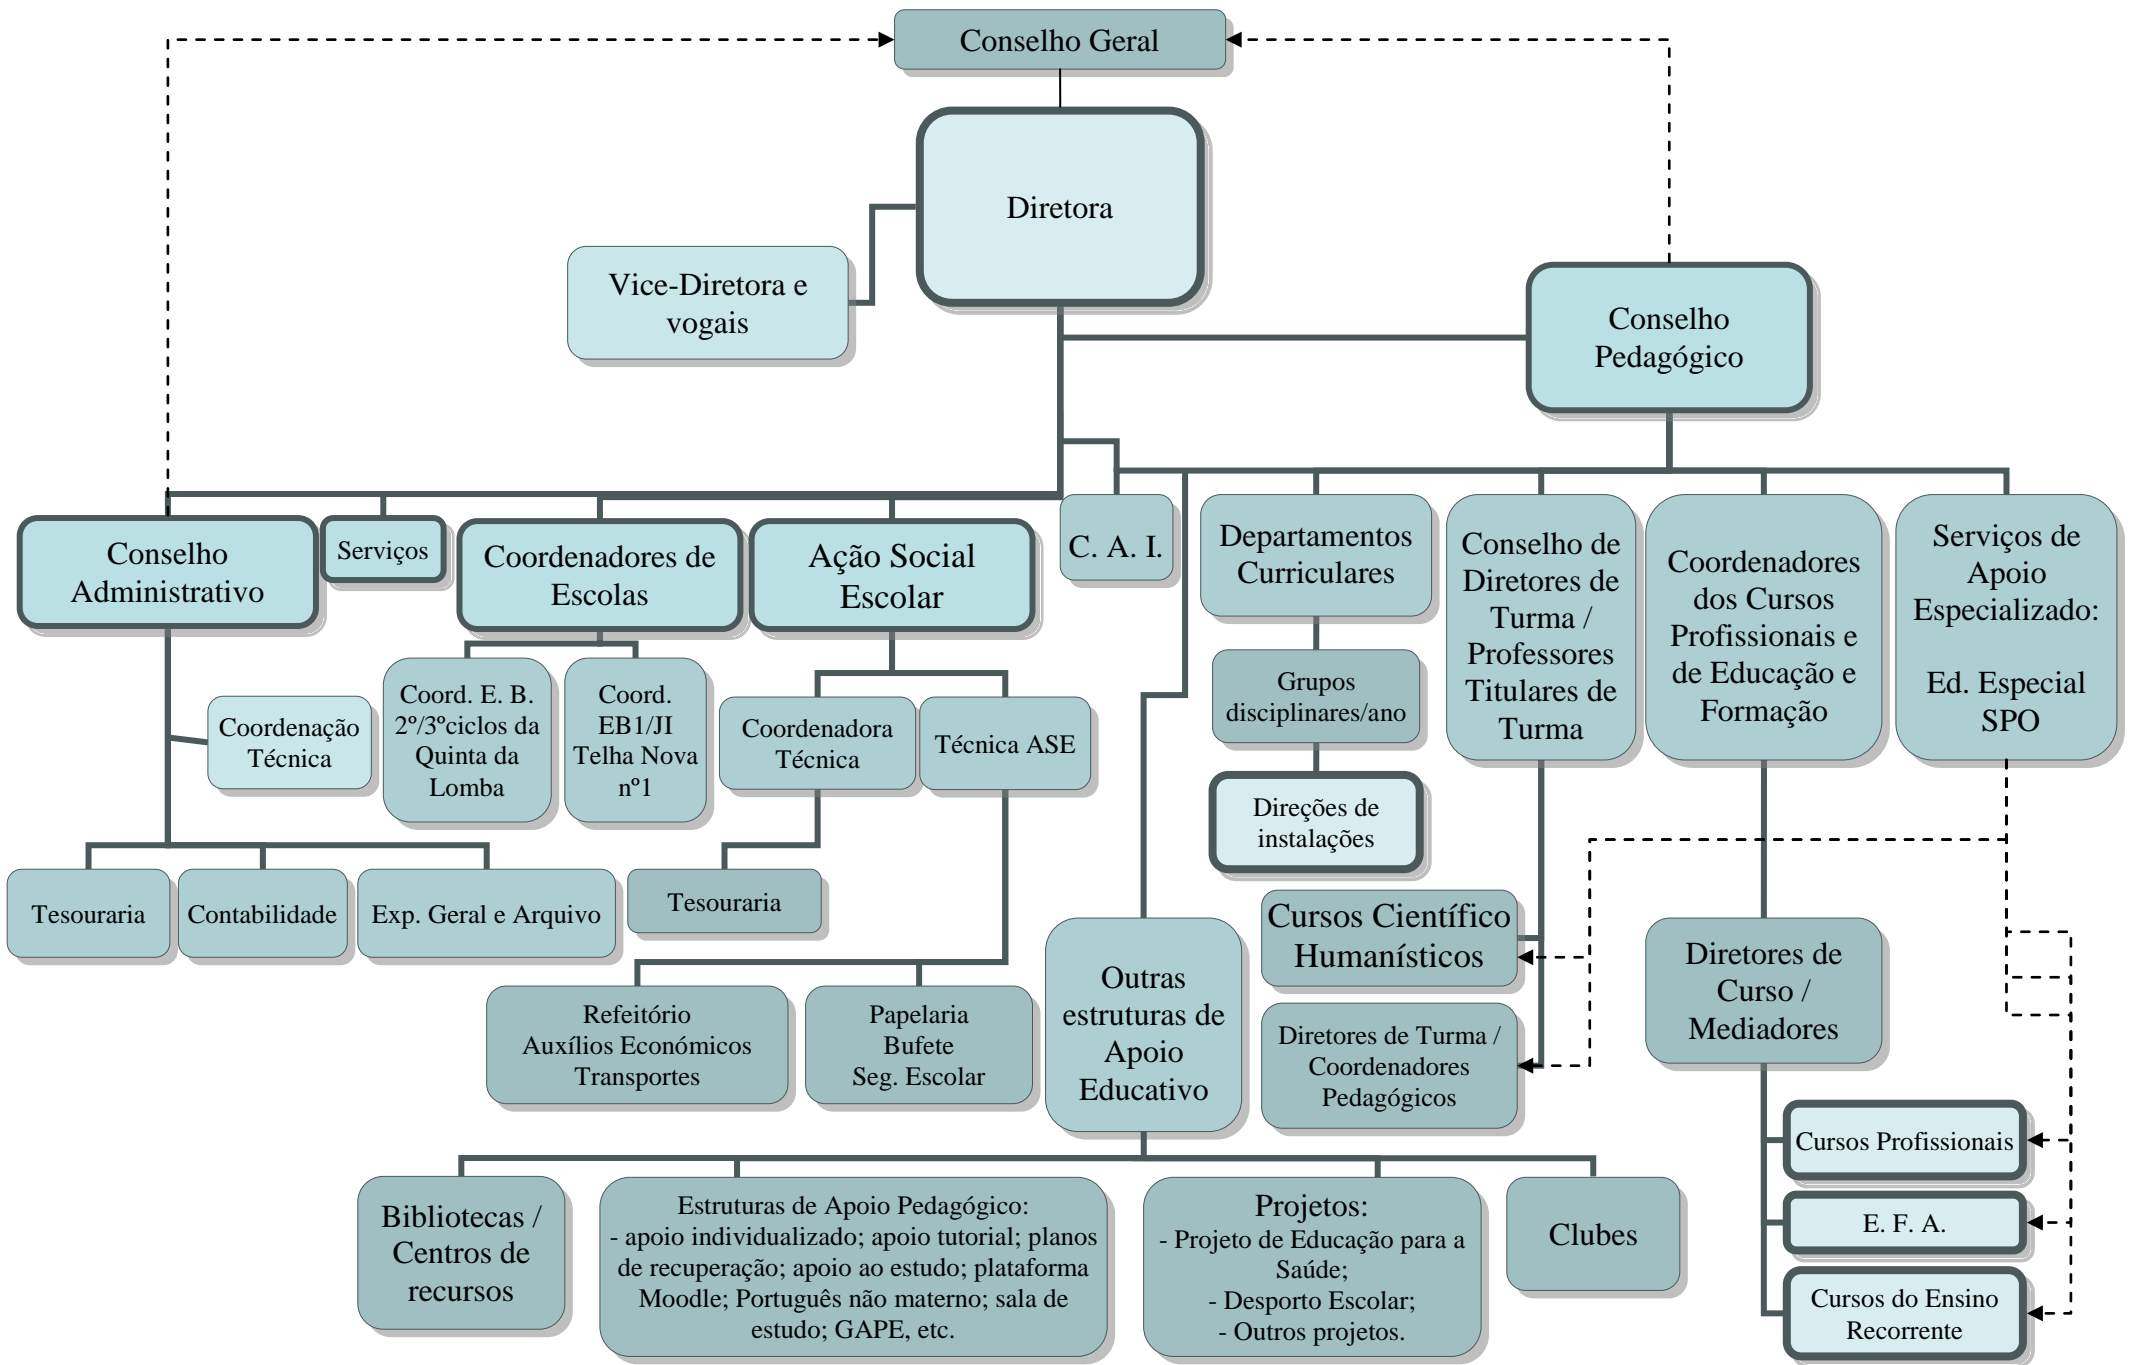 Conselho Geral
Diretora
Vice-Diretora e
vogais
Conselho
Pedagógico
Conselho
Administrativo
Serviços
Coordenadores de
Escolas
Ação Social
Escolar
C. A. I.
Departamentos
Curriculares
Conselho de
Diretores de
Turma /
Professores
Titulares de
Turma
Coordenadores
dos Cursos
Profissionais e
de Educação e
Formação
Serviços de
Apoio
Especializado:
Ed. Especial
SPO
Coordenação
Técnica
Coord. E. B.
2º/3ºciclos da
Quinta da
Lomba
Coord.
EB1/JI
Telha Nova
nº1
Coordenadora
Técnica
Técnica ASE
Grupos
disciplinares/ano
Direções de
instalações
Tesouraria
Contabilidade
Exp. Geral e Arquivo
Tesouraria
Cursos Científico
Humanísticos
Diretores de
Curso /
Mediadores
Refeitório
Auxílios Económicos
Transportes
Papelaria
Bufete
Seg. Escolar
Outras
estruturas de
Apoio
Educativo
Diretores de Turma /
Coordenadores
Pedagógicos
Cursos Profissionais
E. F. A.
Cursos do Ensino
Recorrente
Bibliotecas /
Centros de
recursos
Estruturas de Apoio Pedagógico:
- apoio individualizado; apoio tutorial; planos
de recuperação; apoio ao estudo; plataforma
Moodle; Português não materno; sala de
estudo; GAPE, etc.
Projetos:
- Projeto de Educação para a
Saúde;
- Desporto Escolar;
- Outros projetos.
Clubes